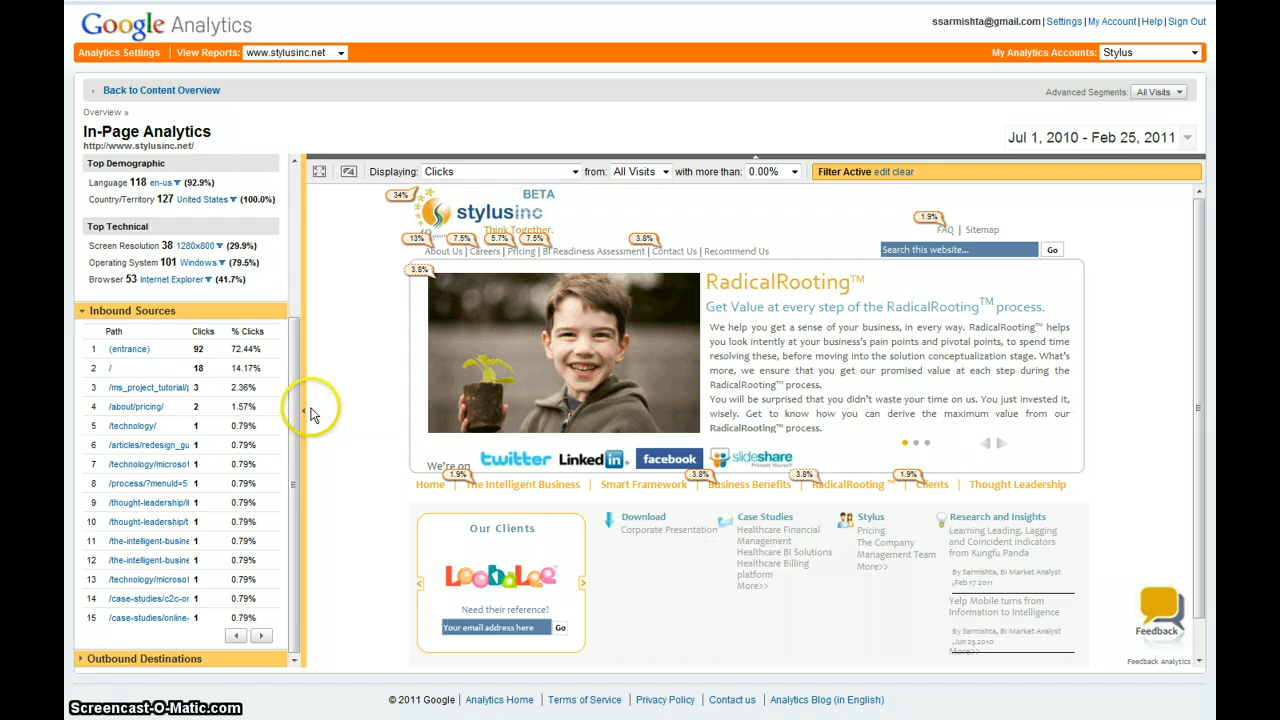 Google Analytics
ssarmishta@gmail.com | Settings | My Account | Help | Sign Out
Analytics Settings | View Reports: www.stylusinc.net
My Analytics Accounts: Stylus
Back to Content Overview
Advanced Segments: All Visits
Overview »
In-Page Analytics
http://www.stylusinc.net/
Jul 1, 2010 - Feb 25, 2011
Top Demographic
Language 118 en-us (92.9%)
Country/Territory 127 United States (100.0%)
Top Technical
Screen Resolution 38 1280x800 (29.9%)
Operating System 101 Windows (79.5%)
Browser 53 Internet Explorer (41.7%)
Inbound Sources
Path Clicks % Clicks
1 (entrance) 92 72.44%
2 / 18 14.17%
3 /ms_project_tutorial/ 3 2.36%
4 /about/pricing/ 2 1.57%
5 /technology/ 1 0.79%
6 /articles/redesign_gu 1 0.79%
7 /technology/microsot 1 0.79%
8 /process/?menuId=5 1 0.79%
9 /thought-leadership/ 1 0.79%
10 /thought-leadership/t 1 0.79%
11 /the-intelligent-busine 1 0.79%
12 /the-intelligent-busine 1 0.79%
13 /technology/microsot 1 0.79%
14 /case-studies/c2c-or 1 0.79%
15 /case-studies/online- 1 0.79%
Outbound Destinations
Displaying: Clicks from: All Visits with more than: 0.00%
Filter Active edit clear
34%
BETA
stylusinc
Think Together.
1.9%
FAQ | Sitemap
13% 7.5% 5.7% 7.5% 3.8%
About Us | Careers | Pricing | BI Readiness Assessment | Contact Us | Recommend Us
Search this website... Go
3.8%
RadicalRooting™
Get Value at every step of the RadicalRooting™ process.
We help you get a sense of your business, in every way. RadicalRooting™ helps
you look intently at your business's pain points and pivotal points, to spend time
resolving these, before moving into the solution conceptualization stage. What's
more, we ensure that you get our promised value at each step during the
RadicalRooting™ process.
You will be surprised that you didn't waste your time on us. You just invested it,
wisely. Get to know how you can derive the maximum value from our
RadicalRooting™ process.
We're on twitter LinkedIn facebook slideshare
Present Yourself
1.9% 3.8% 3.8% 1.9%
Home | The Intelligent Business | Smart Framework | Business Benefits | RadicalRooting ™ | Clients | Thought Leadership
Our Clients
LoobaLee
Need their reference?
Your email address here Go
Download
Corporate Presentation
Case Studies
Healthcare Financial
Management
Healthcare BI Solutions
Healthcare Billing
platform
More>>
Stylus
Pricing
The Company
Management Team
More>>
Research and Insights
Learning Leading, Lagging
and Coincident Indicators
from Kungfu Panda
By Sarmishta, BI Market Analyst
,Feb 17 2011
Yelp Mobile turns from
Information to Intelligence
By Sarmishta, BI Market Analyst
,Jun 29 2010
More>>
Feedback
Feedback Analytics
© 2011 Google | Analytics Home | Terms of Service | Privacy Policy | Contact us | Analytics Blog (in English)
Screencast-O-Matic.com